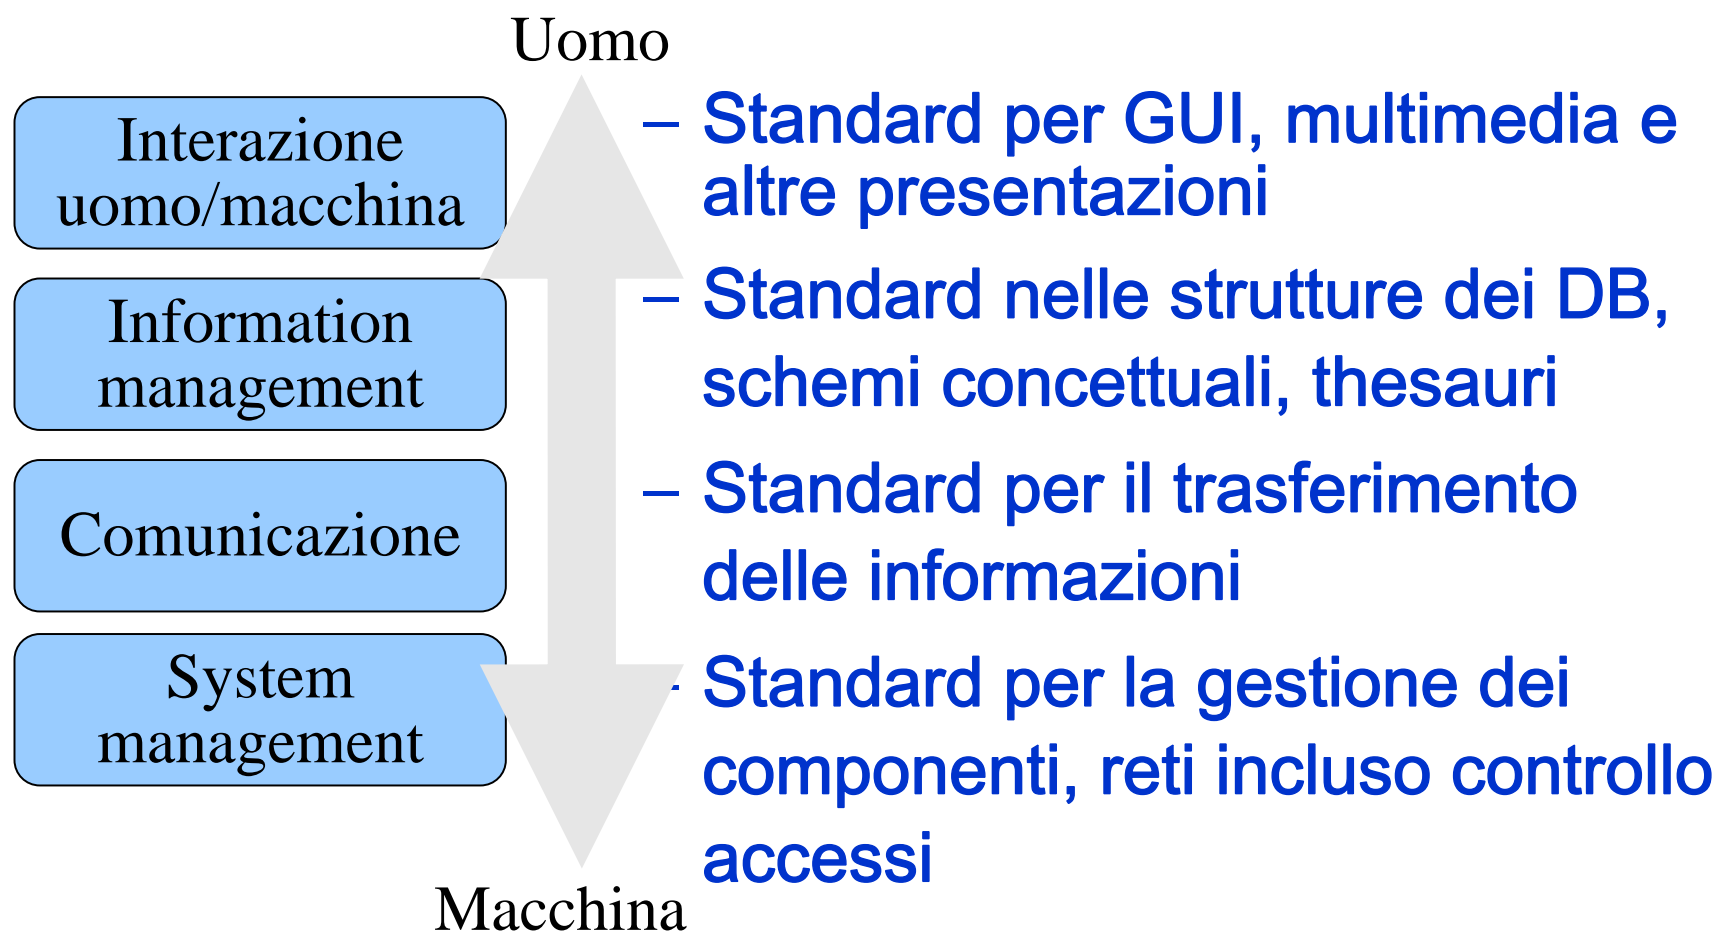 Uomo
Interazione
uomo/macchina
– Standard per GUI, multimedia e
altre presentazioni
Information
management
– Standard nelle strutture dei DB,
schemi concettuali, thesauri
Comunicazione
– Standard per il trasferimento
delle informazioni
System
management
– Standard per la gestione dei
componenti, reti incluso controllo
accessi
Macchina